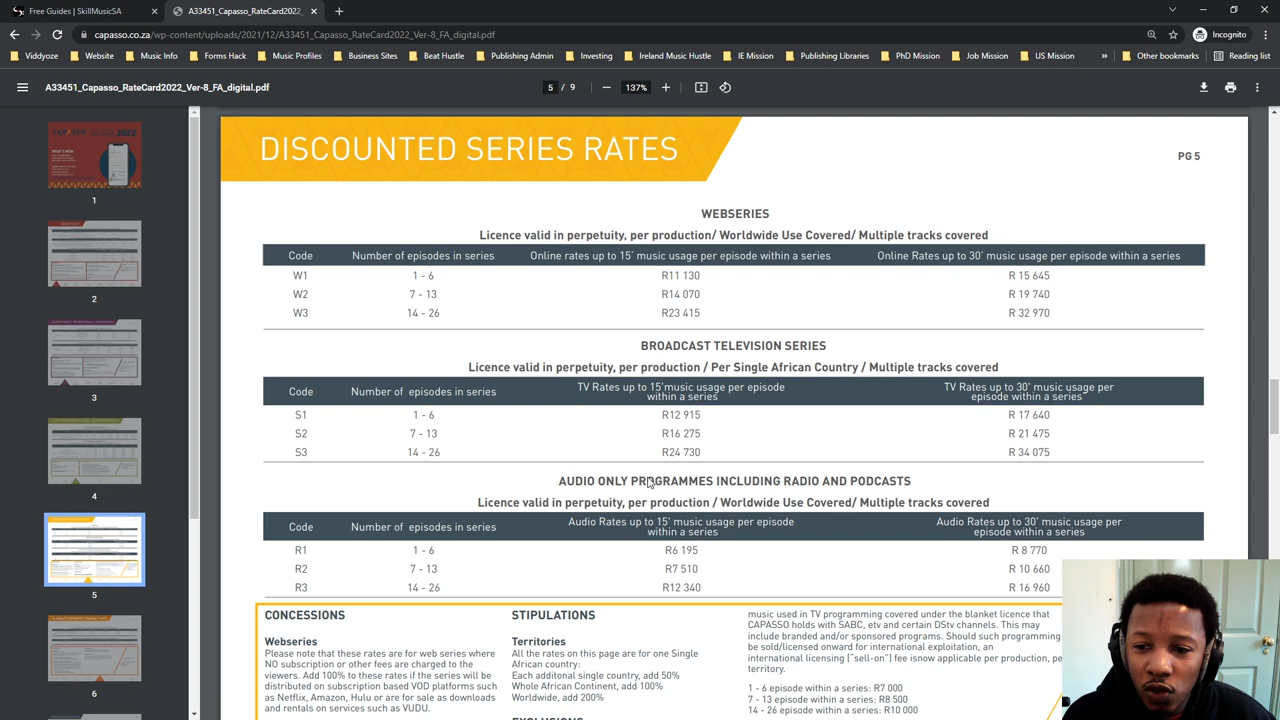 Free Guides | SkillMusicSA
A33451_Capasso_RateCard2022_
capasso.co.za/wp-content/uploads/2021/12/A33451_Capasso_RateCard2022_Ver-8_FA_digital.pdf
Incognito
Viddyoze Website Music Info Forms Hack Music Profiles Business Sites Beat Hustle Publishing Admin Investing Ireland Music Hustle IE Mission Publishing Libraries PhD Mission Job Mission US Mission » Other bookmarks Reading list
A33451_Capasso_RateCard2022_Ver-8_FA_digital.pdf
5 / 9
137%
2022
1
2
3
4
5
6
DISCOUNTED SERIES RATES
PG 5
WEBSERIES
Licence valid in perpetuity, per production/ Worldwide Use Covered/ Multiple tracks covered
Code Number of episodes in series Online rates up to 15' music usage per episode within a series Online Rates up to 30' music usage per episode within a series
W1 1 - 6 R11 130 R 15 645
W2 7 - 13 R14 070 R 19 740
W3 14 - 26 R23 415 R 32 970
BROADCAST TELEVISION SERIES
Licence valid in perpetuity, per production / Per Single African Country / Multiple tracks covered
Code Number of episodes in series TV Rates up to 15'music usage per episode within a series TV Rates up to 30' music usage per episode within a series
S1 1 - 6 R12 915 R 17 640
S2 7 - 13 R16 275 R 21 475
S3 14 - 26 R24 730 R 34 075
AUDIO ONLY PROGRAMMES INCLUDING RADIO AND PODCASTS
Licence valid in perpetuity, per production / Worldwide Use Covered/ Multiple tracks covered
Code Number of episodes in series Audio Rates up to 15' music usage per episode within a series Audio Rates up to 30' music usage per episode within a series
R1 1 - 6 R6 195 R 8 770
R2 7 - 13 R7 510 R 10 660
R3 14 - 26 R12 340 R 16 960
CONCESSIONS
Webseries
Please note that these rates are for web series where
NO subscription or other fees are charged to the
viewers. Add 100% to these rates if the series will be
distributed on subscription based VOD platforms such
as Netflix, Amazon, Hulu or are for sale as downloads
and rentals on services such as VUDU.
STIPULATIONS
Territories
All the rates on this page are for one Single
African country:
Each additonal single country, add 50%
Whole African Continent, add 100%
Worldwide, add 200%
music used in TV programming covered under the blanket licence that
CAPASSO holds with SABC, etv and certain DStv channels. This may
include branded and/or sponsored programs. Should such programming
be sold/licensed onward for international exploitation, an
international licensing ("sell-on") fee isnow applicable per production, pe
territory.
1 - 6 episode within a series: R7 000
7 - 13 episode within a series: R8 500
14 - 26 episode within a series: R10 000